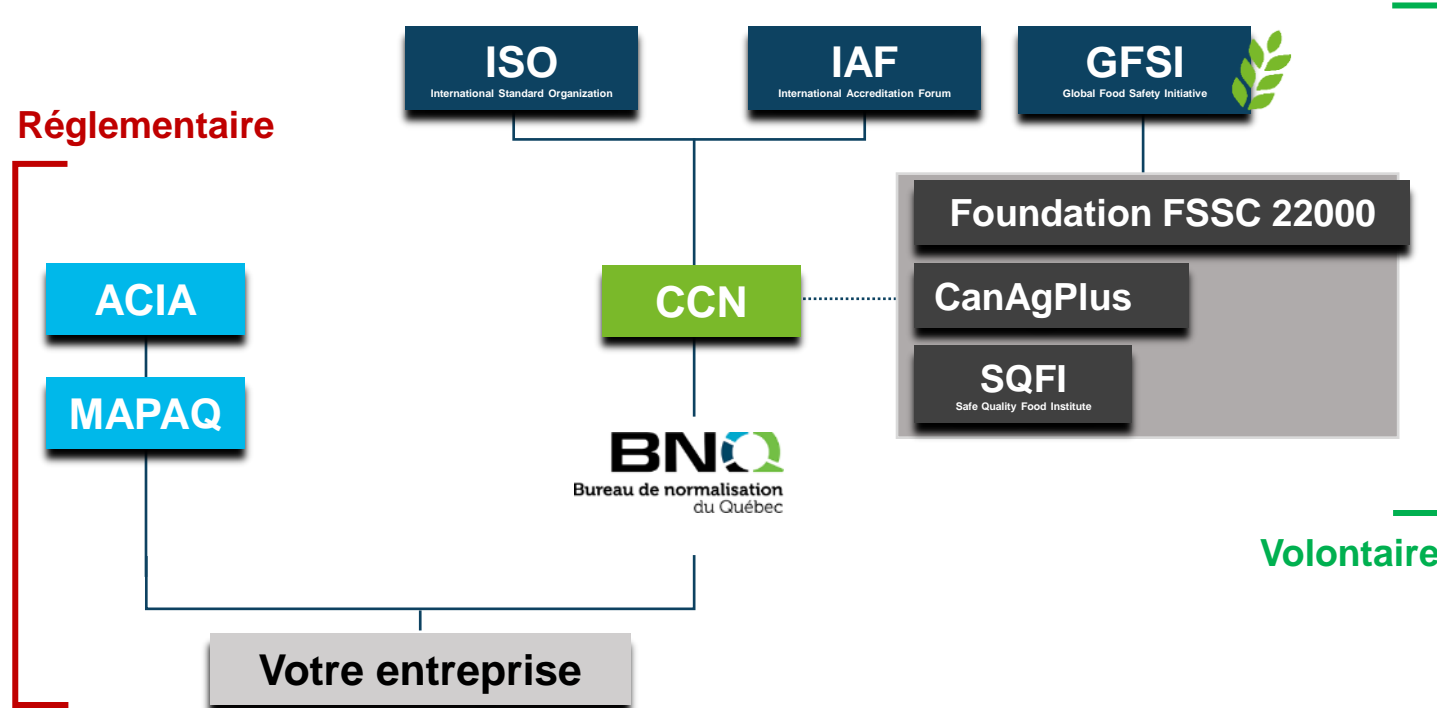 ISO
International Standard Organization
IAF
International Accreditation Forum
GFSI
Global Food Safety Initiative
Réglementaire
Foundation FSSC 22000
ACIA
CCN
CanAgPlus
MAPAQ
SQFI
Safe Quality Food Institute
BNQ
Bureau de normalisation
du Québec
Volontaire
Votre entreprise